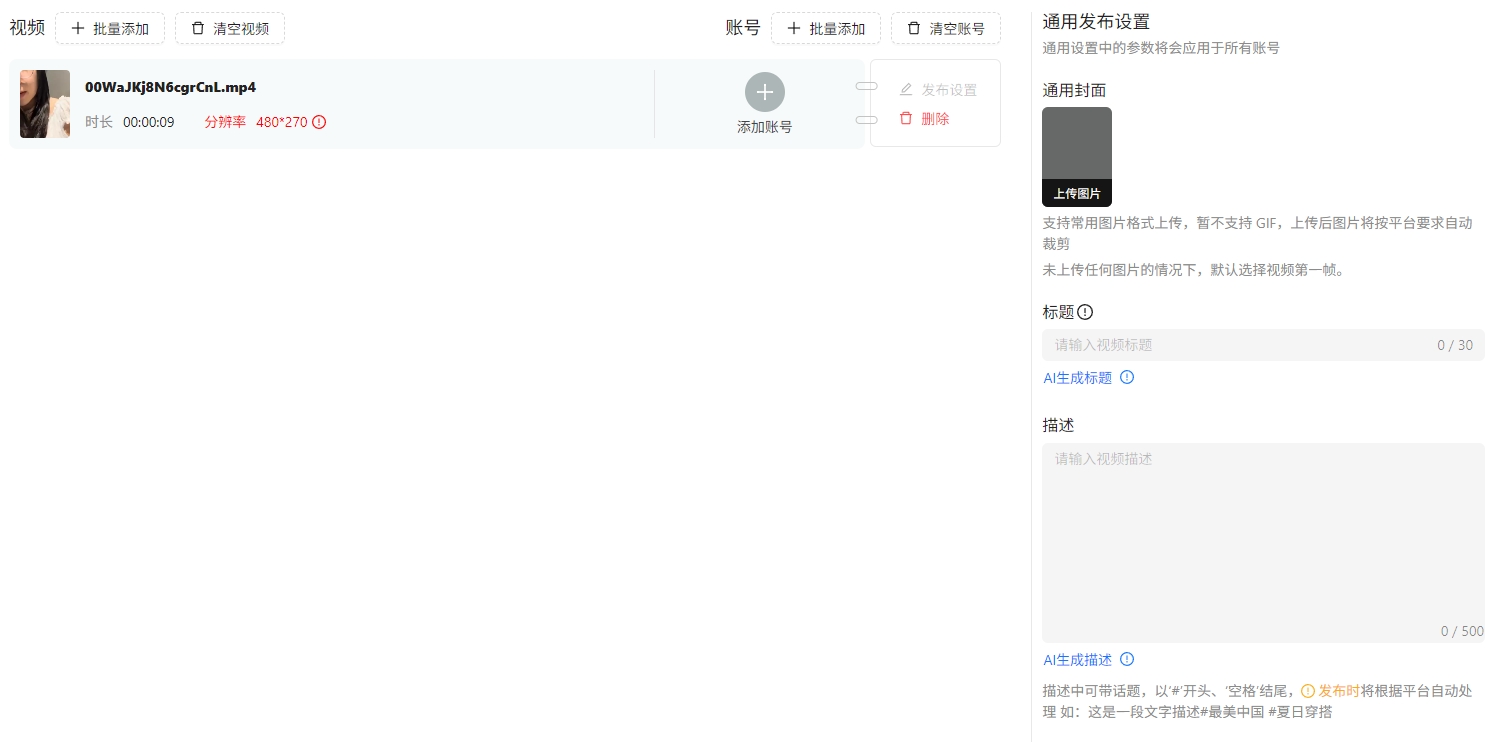 视频
批量添加
清空视频
账号
批量添加
清空账号
00WaJKj8N6cgrCnL.mp4
时长 00:00:09 分辨率 480*270
添加账号
发布设置
删除
通用发布设置
通用设置中的参数将会应用于所有账号
通用封面
上传图片
支持常用图片格式上传，暂不支持 GIF，上传后图片将按平台要求自动
裁剪
未上传任何图片的情况下，默认选择视频第一帧。
标题
请输入视频标题 0 / 30
AI生成标题
描述
请输入视频描述
0 / 500
AI生成描述
描述中可带话题，以‘#’开头、‘空格’结尾，发布时将根据平台自动处
理 如：这是一段文字描述#最美中国 #夏日穿搭